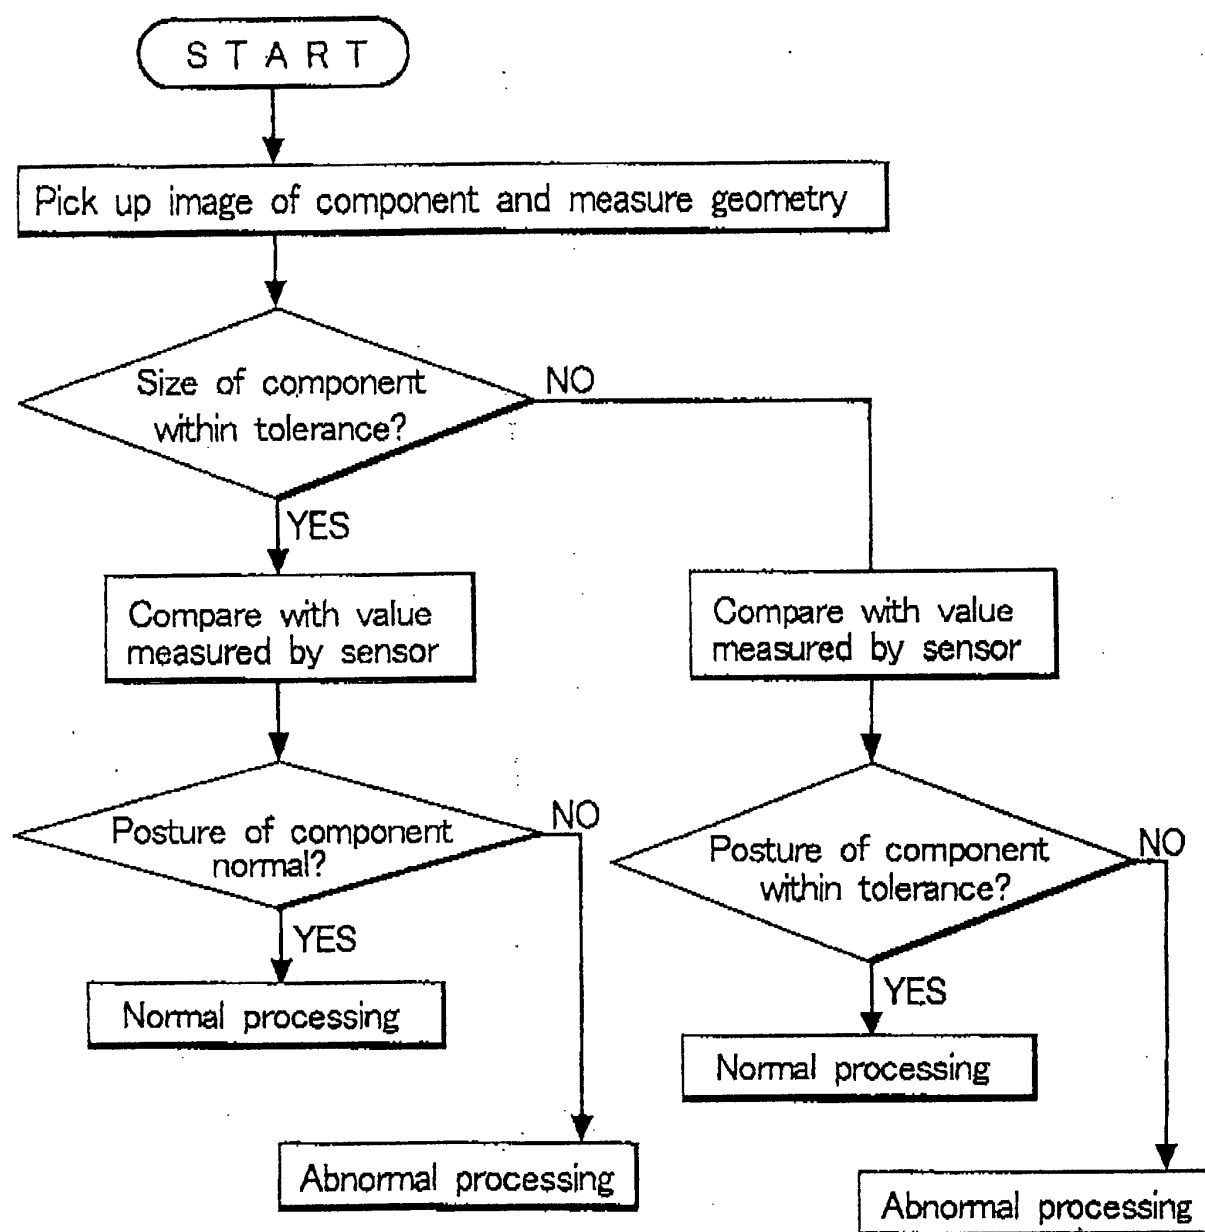 START
Pick up image of component and measure geometry
Size of component
within tolerance?
NO
YES
Compare with value
measured by sensor
Compare with value
measured by sensor
Posture of component
normal?
NO
YES
Posture of component
within tolerance?
NO
YES
Normal processing
Normal processing
Abnormal processing
Abnormal processing